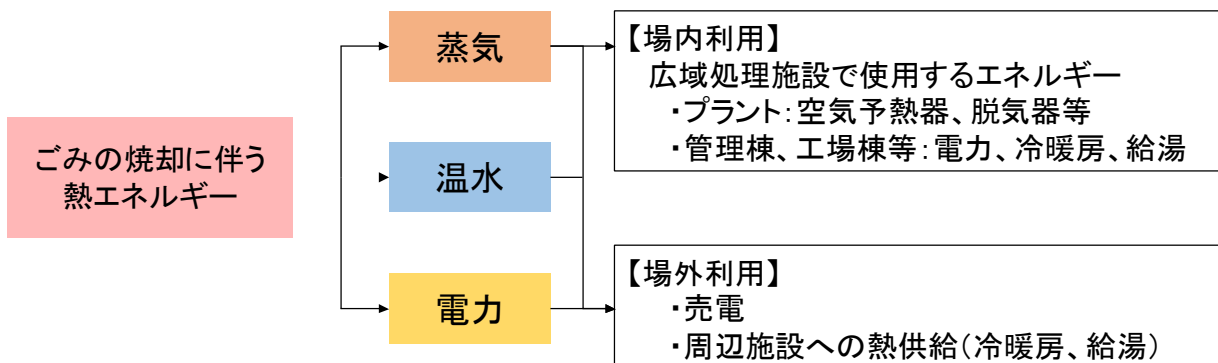 ごみの焼却に伴う
熱エネルギー
蒸気
温水
電力
【場内利用】
広域処理施設で使用するエネルギー
・プラント：空気予熱器、脱気器等
・管理棟、工場棟等：電力、冷暖房、給湯
【場外利用】
・売電
・周辺施設への熱供給（冷暖房、給湯）